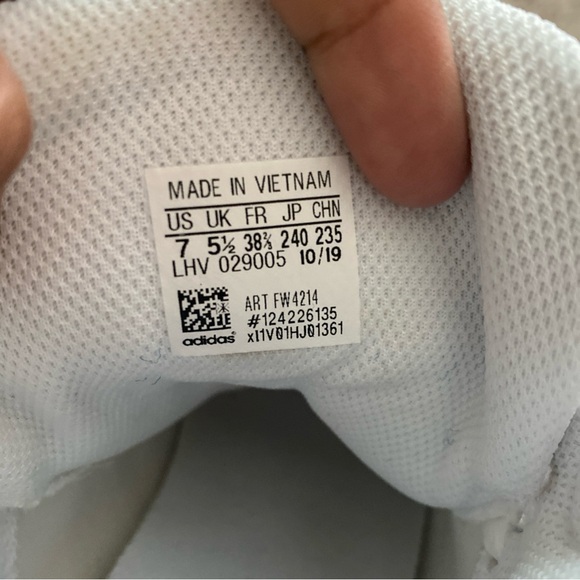 MADE IN VIETNAM
US UK FR JP CHN
7 5½ 38⅔ 240 235
LHV 029005 10/19
ART FW4214
#124226135
xI1V01HJ01361
adidas